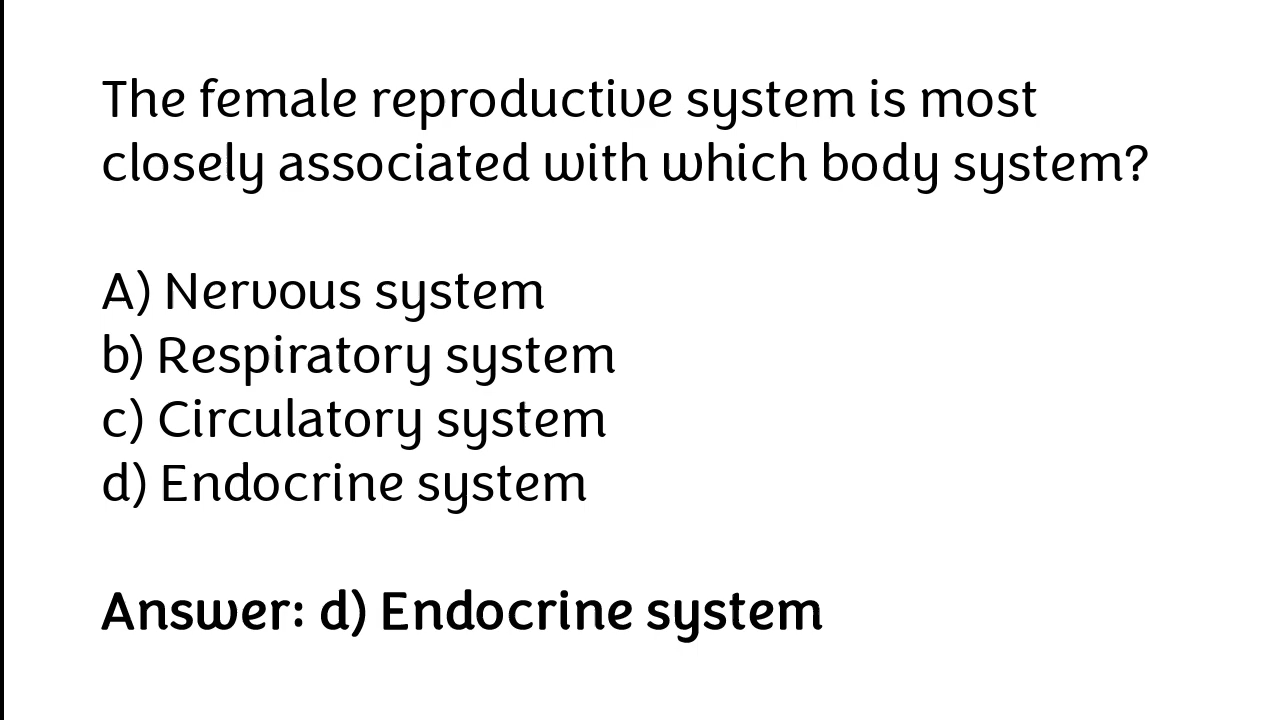 The female reproductive system is most
closely associated with which body system?
A) Nervous system
b) Respiratory system
c) Circulatory system
d) Endocrine system
Answer: d) Endocrine system